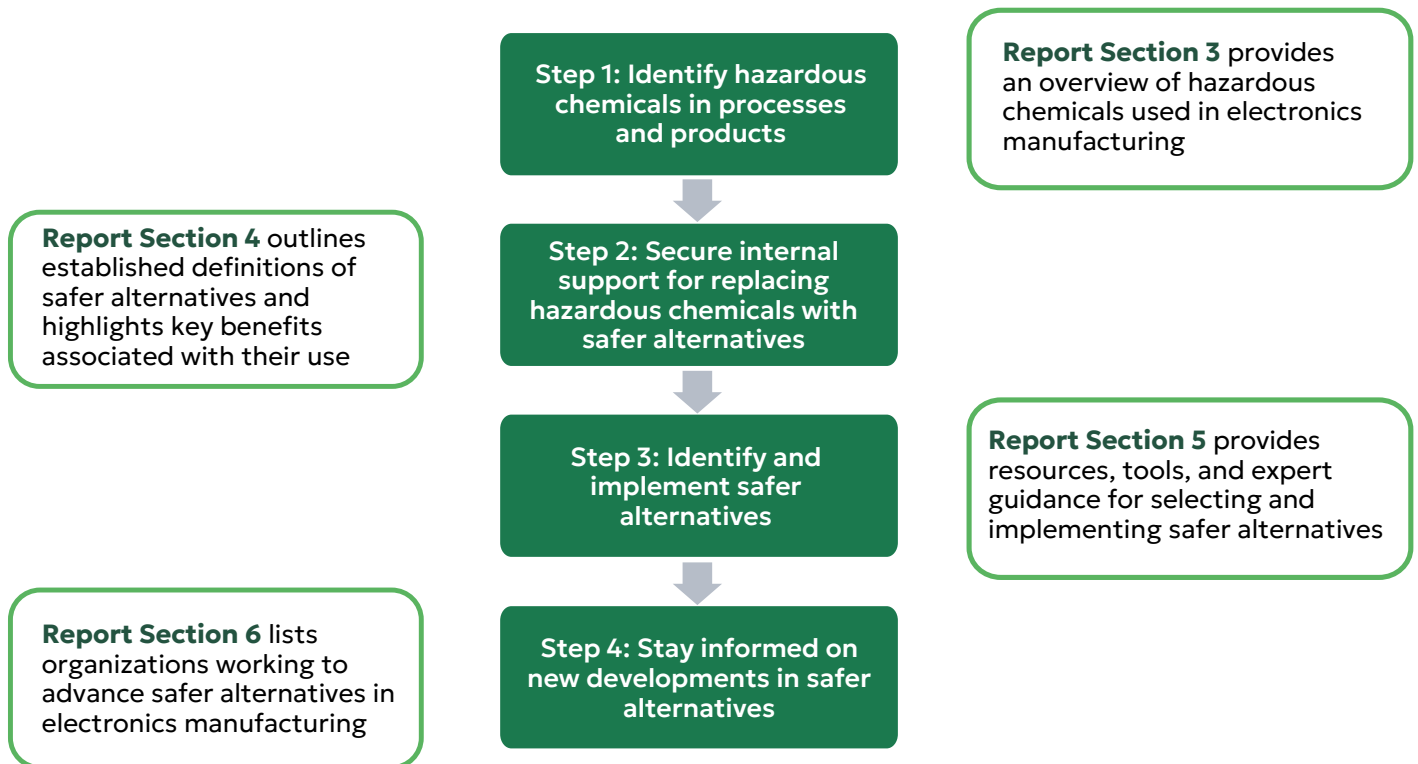 Step 1: Identify hazardous
chemicals in processes
and products
Report Section 3 provides
an overview of hazardous
chemicals used in electronics
manufacturing
Report Section 4 outlines
established definitions of
safer alternatives and
highlights key benefits
associated with their use
Step 2: Secure internal
support for replacing
hazardous chemicals with
safer alternatives
Step 3: Identify and
implement safer
alternatives
Report Section 5 provides
resources, tools, and expert
guidance for selecting and
implementing safer alternatives
Report Section 6 lists
organizations working to
advance safer alternatives in
electronics manufacturing
Step 4: Stay informed on
new developments in safer
alternatives